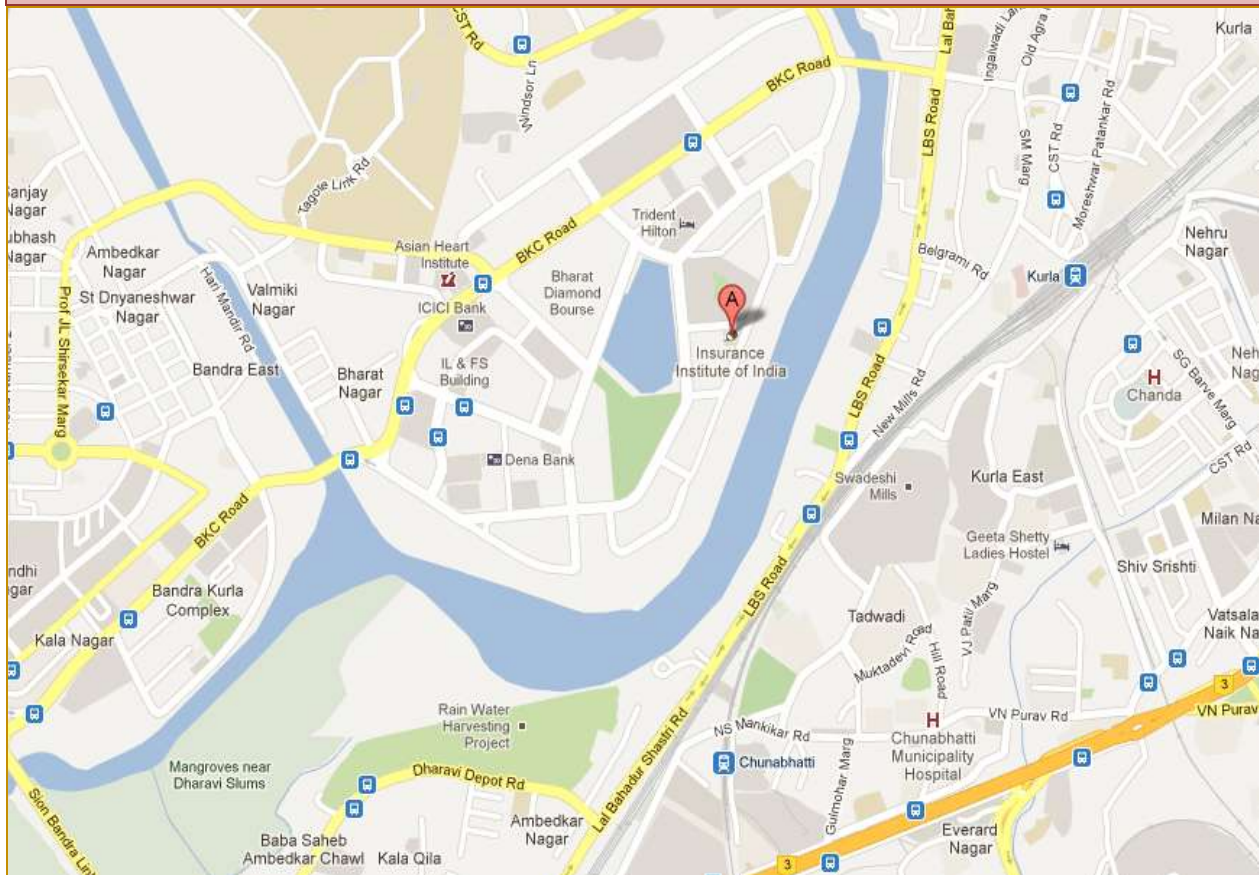 CST Rd
Windsor Ln
BKC Road
Lal Ba
Ingalwadi Lan
Old Agra
Kurla
LBS Road
SM Marg
CST Rd
Moreshwar Patankar Rd
Sanjay
Nagar
ubhash
Nagar
Tagole Link Rd
Ambedkar
Nagar
St Dnyaneshwar
Nagar
Hari Mandir Rd
Valmiki
Nagar
Asian Heart
Institute
ICICI Bank
BKC Road
Trident
Hilton
Bharat
Diamond
Bourse
A
Insurance
Institute of India
Belgrami Rd
Kurla
Nehru
Nagar
Prof JL Shirsekar Marg
Bandra East
Bharat
Nagar
IL & FS
Building
LBS Road
New Mills Rd
H
Chanda
SG Barve Marg
Neh
Nag
CST Rd
Dena Bank
Swadeshi
Mills
Kurla East
Milan Na
BKC Road
Geeta Shetty
Ladies Hostel
Shiv Srishti
ndhi
gar
Bandra Kurla
Complex
Kala Nagar
LBS Road
Tadwadi
VJ Patil Marg
Muktadevi Road
Hill Road
Vatsala
Naik Na
3
VN Purav
Rain Water
Harvesting
Project
Mangroves near
Dharavi Slums
Lal Bahadur Shastri Rd
NS Mankikar Rd
H
VN Purav Rd
Chunabhatti
Chunabhatti
Municipality
Hospital
Gulmohar Marg
Dharavi Depot Rd
Sion Bandra Link
Ambedkar
Nagar
Baba Saheb
Ambedkar Chawl
Kala Qila
Everard
Nagar
3